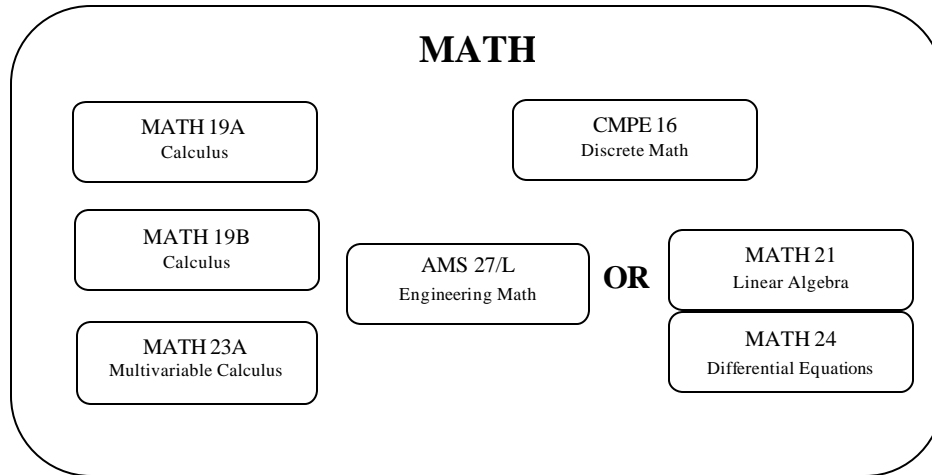 MATH
MATH 19A
Calculus
CMPE 16
Discrete Math
MATH 19B
Calculus
AMS 27/L
Engineering Math
OR
MATH 21
Linear Algebra
MATH 23A
Multivariable Calculus
MATH 24
Differential Equations